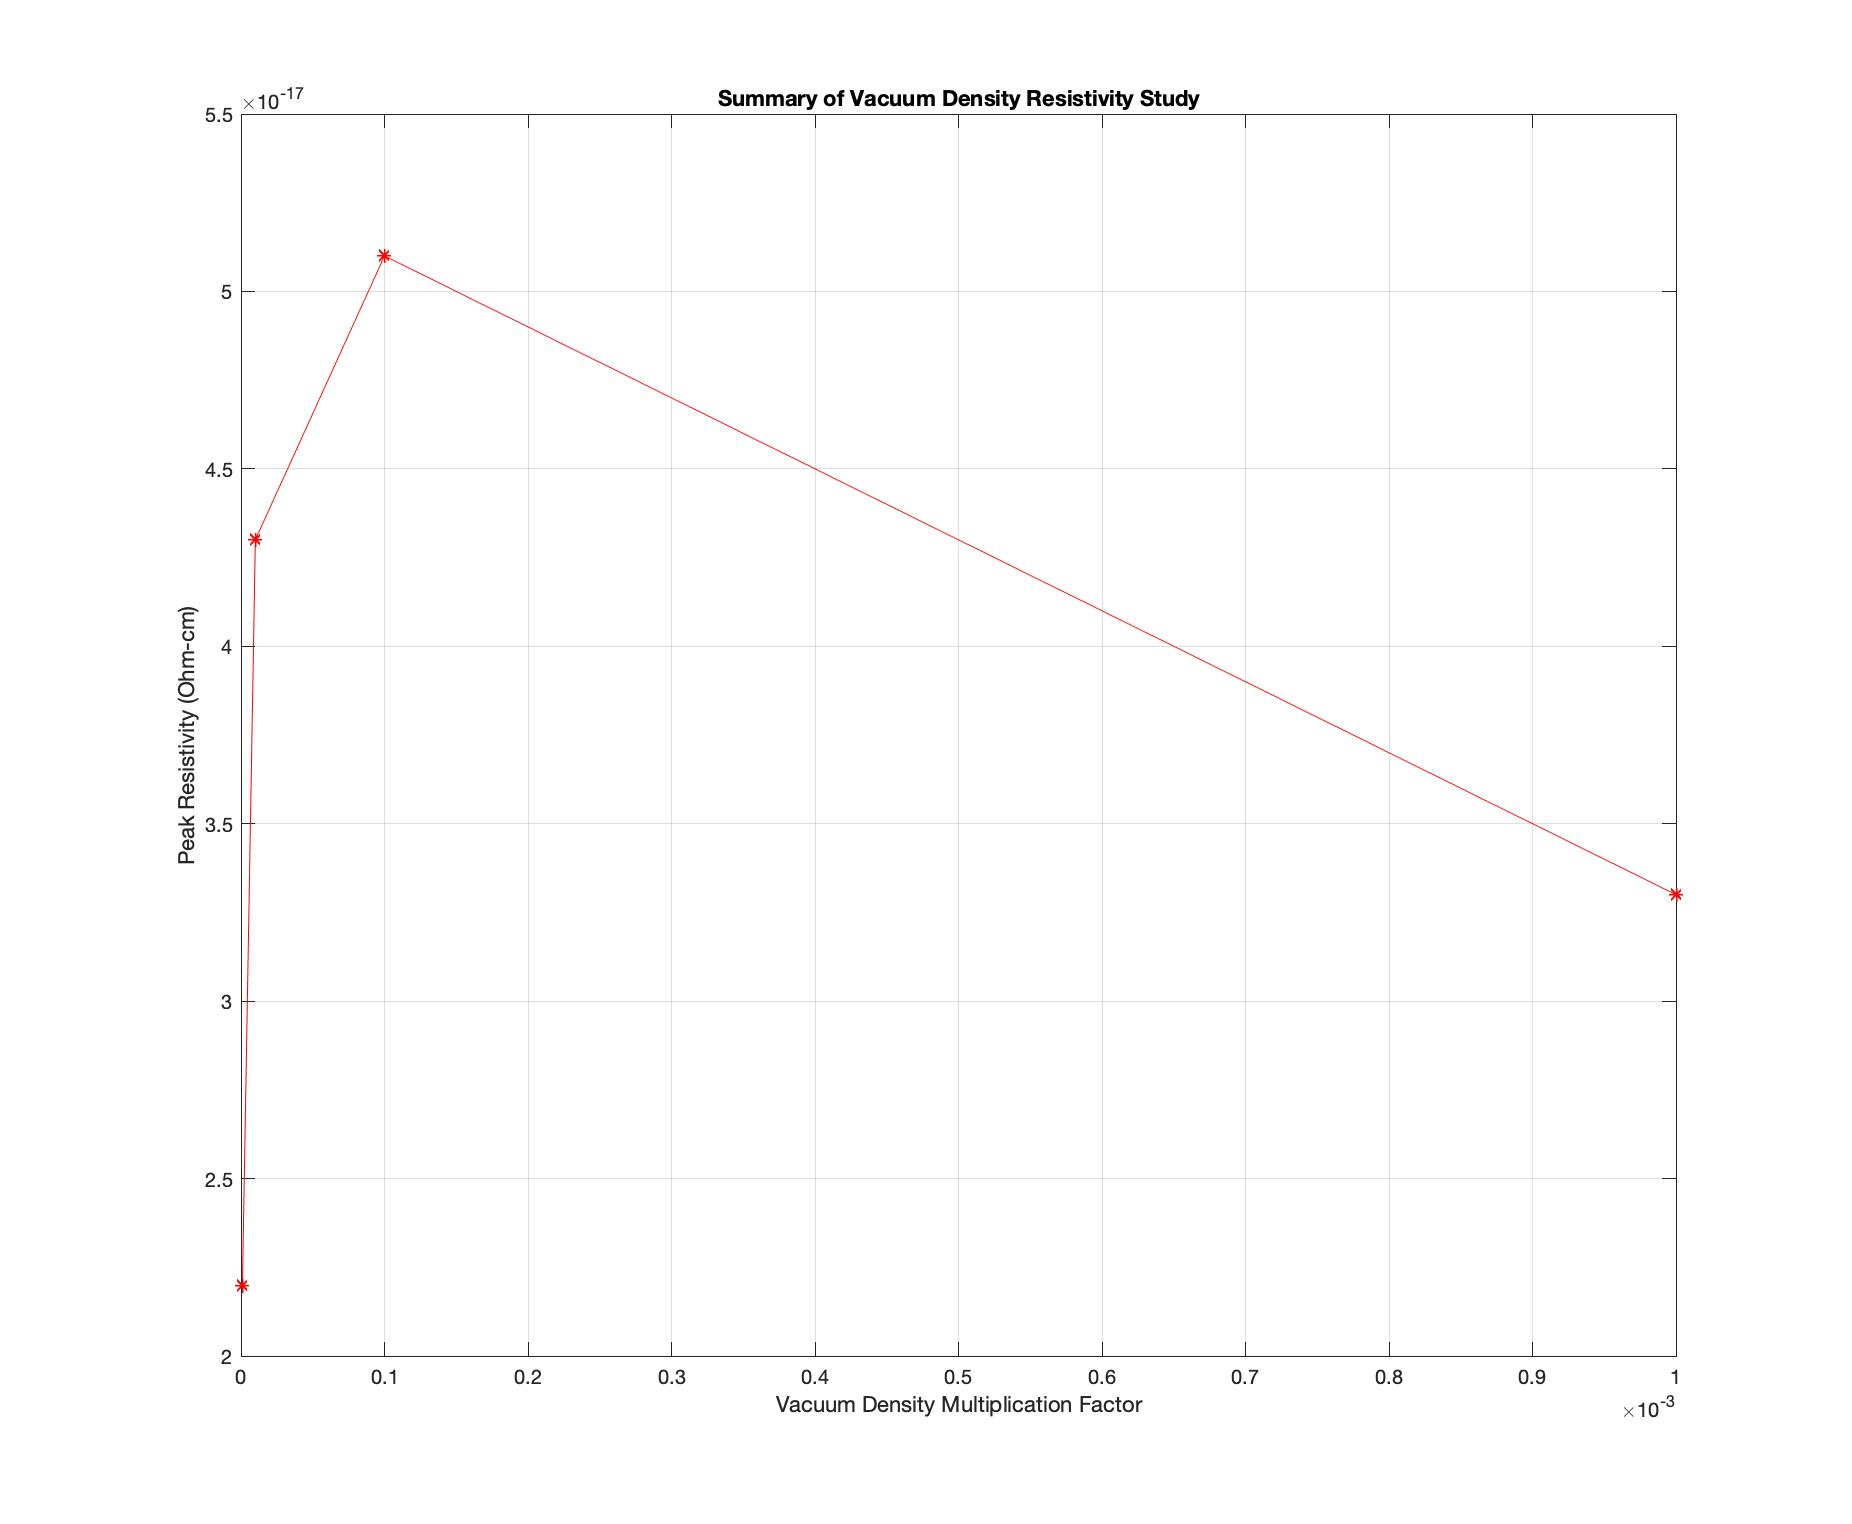 Summary of Vacuum Density Resistivity Study
×10-17
5.5
5
4.5
4
3.5
3
2.5
2
Peak Resistivity (Ohm-cm)
0 0.1 0.2 0.3 0.4 0.5 0.6 0.7 0.8 0.9 1
Vacuum Density Multiplication Factor
×10-3